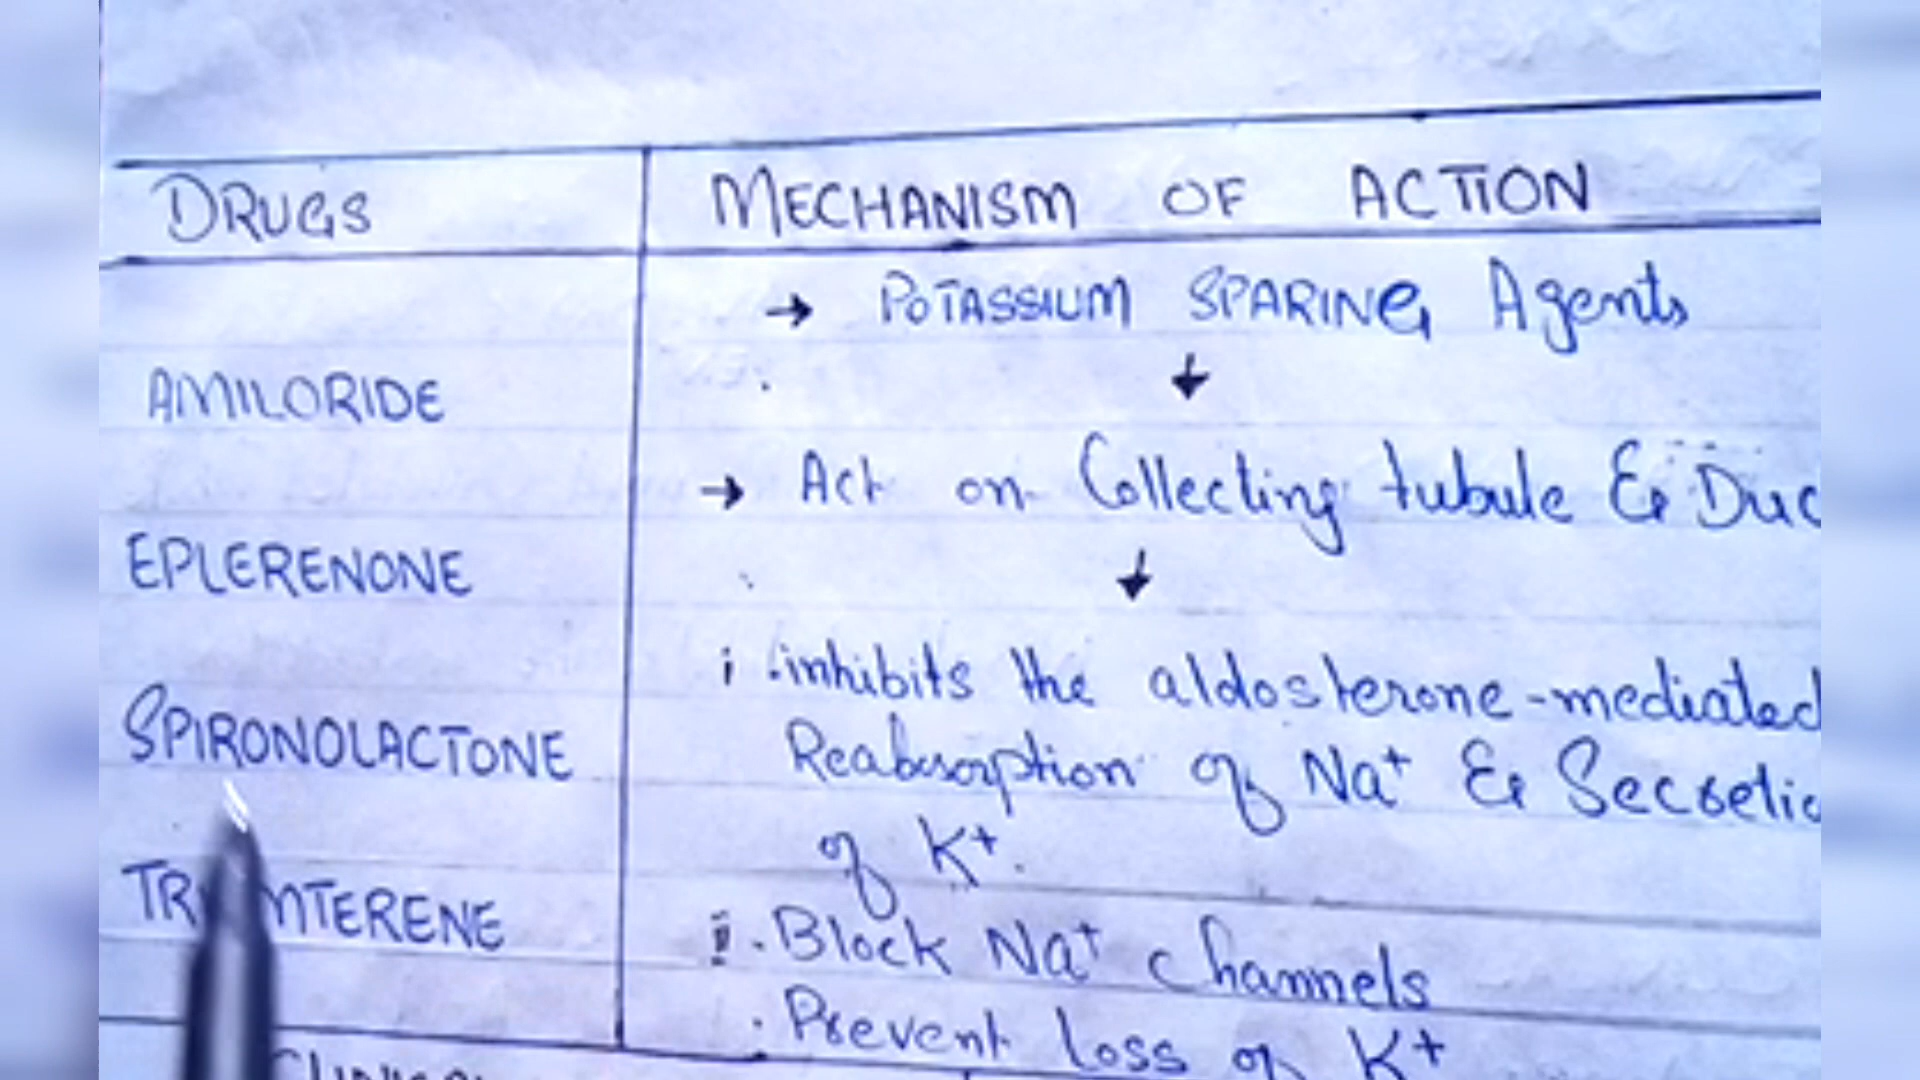 DRUGS MECHANISM OF ACTION
→ POTASSIUM SPARING Agents
↓
AMILORIDE
→ Act on Collecting tubule & Duc
↓
EPLERENONE
i . inhibits the aldosterone-mediated
SPIRONOLACTONE
Reabsorption of Na+ & Secretio
of K+.
TRIAMTERENE
ii . Block Na+ channels
. Prevent loss of K+